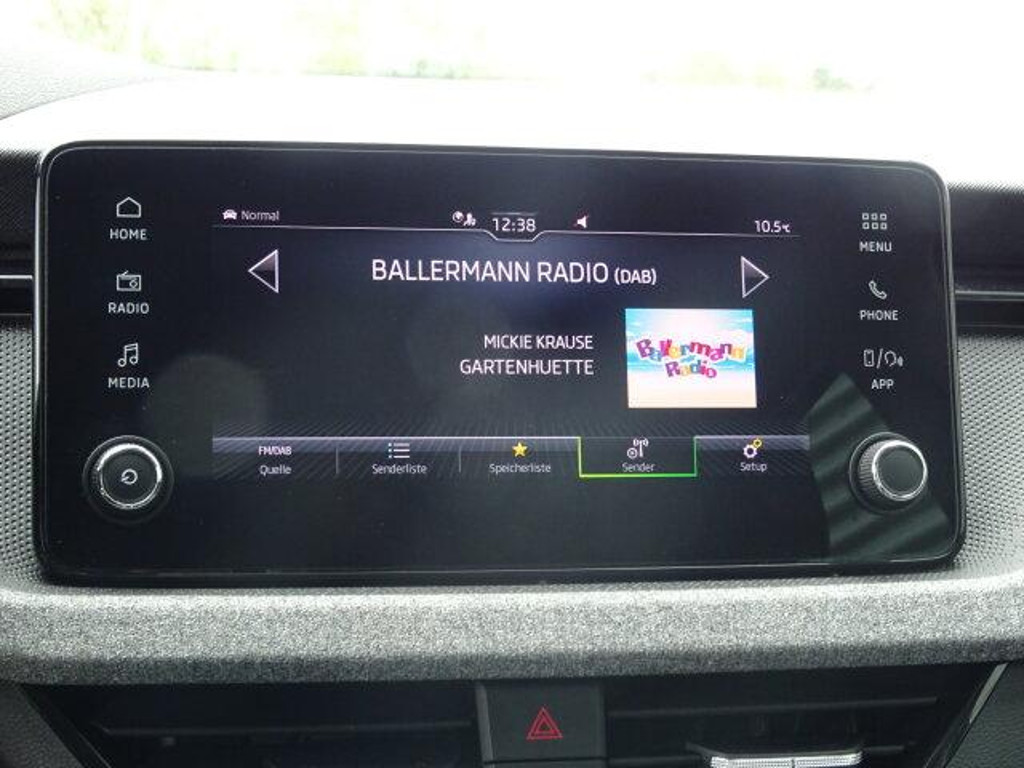 Normal
12:38
10.5°C
HOME
RADIO
MEDIA
BALLERMANN RADIO (DAB)
MICKIE KRAUSE
GARTENHUETTE
Ballermann
Radio
FM/DAB
Quelle
Senderliste
Speicherliste
Sender
Setup
MENU
PHONE
APP